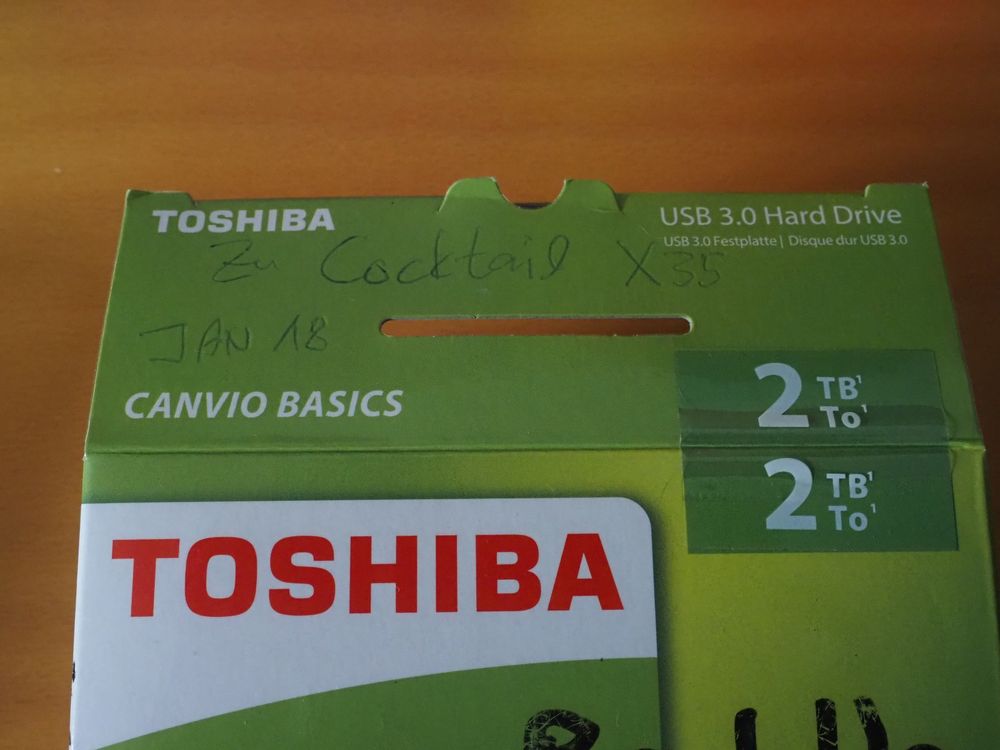 TOSHIBA
USB 3.0 Hard Drive
USB 3.0 Festplatte | Disque dur USB 3.0
Zu Cocktail X35
JAN 18
CANVIO BASICS
2 TB¹
To¹
2 TB¹
To¹
TOSHIBA